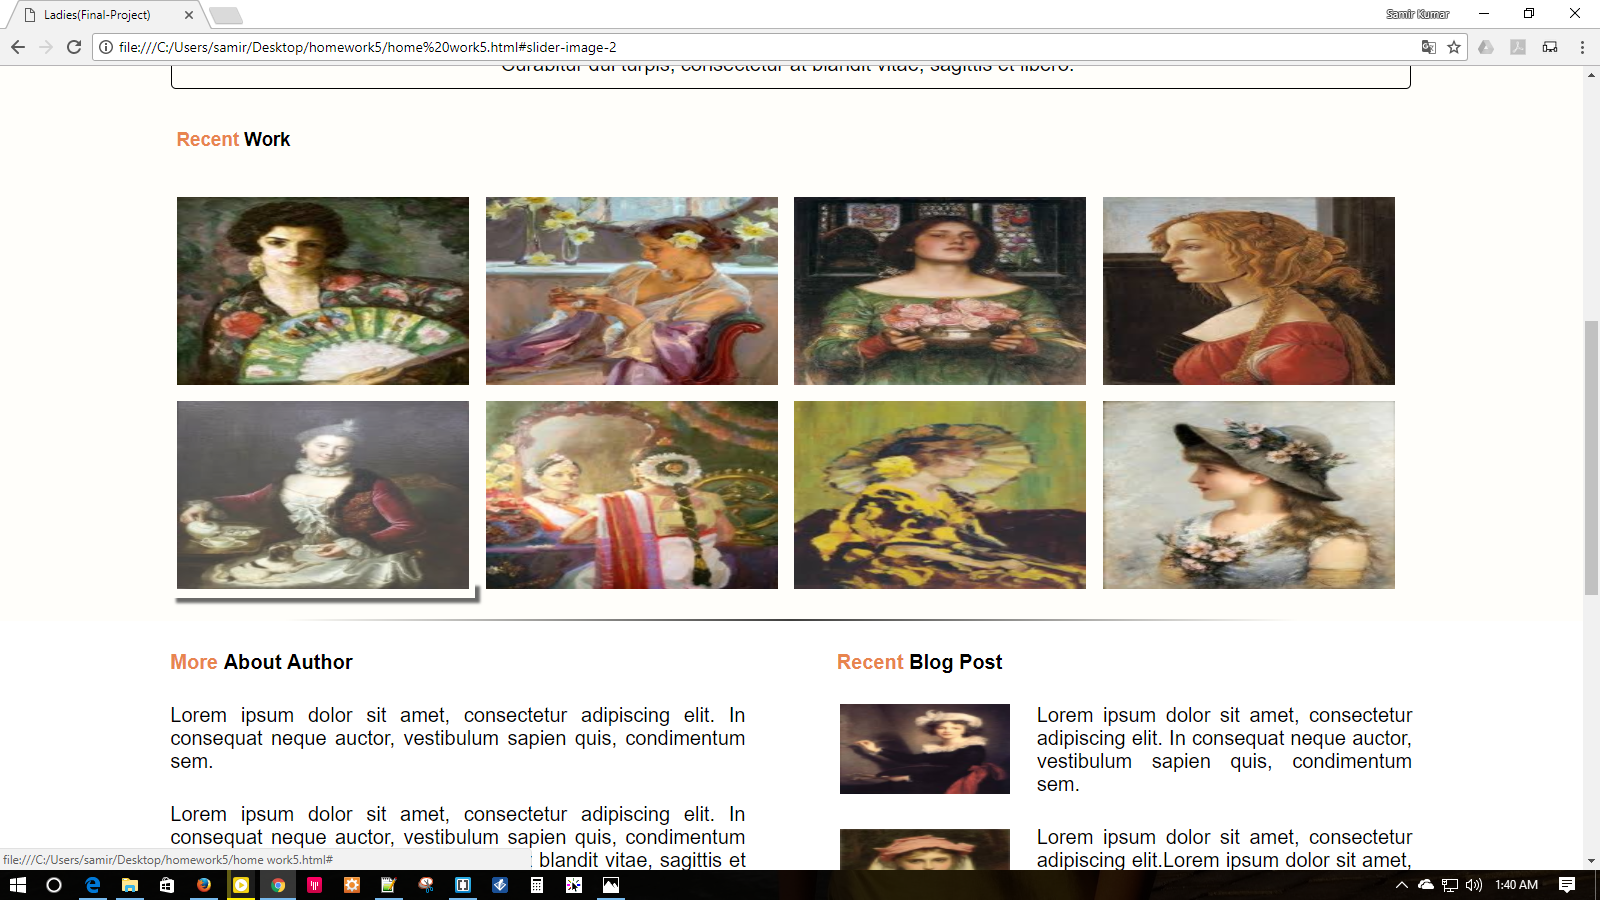 Ladies(Final-Project)
Samir Kumar
file:///C:/Users/samir/Desktop/homework5/home%20work5.html#slider-image-2
Curabitur dui turpis, consectetur at blandit vitae, sagittis et libero.
Recent Work
More About Author
Lorem ipsum dolor sit amet, consectetur adipiscing elit. In
consequat neque auctor, vestibulum sapien quis, condimentum
sem.
Lorem ipsum dolor sit amet, consectetur adipiscing elit. In
consequat neque auctor, vestibulum sapien quis, condimentum
blandit vitae, sagittis et
Recent Blog Post
Lorem ipsum dolor sit amet, consectetur
adipiscing elit. In consequat neque auctor,
vestibulum sapien quis, condimentum
sem.
Lorem ipsum dolor sit amet, consectetur
adipiscing elit.Lorem ipsum dolor sit amet,
file:///C:/Users/samir/Desktop/homework5/home work5.html#
1:40 AM